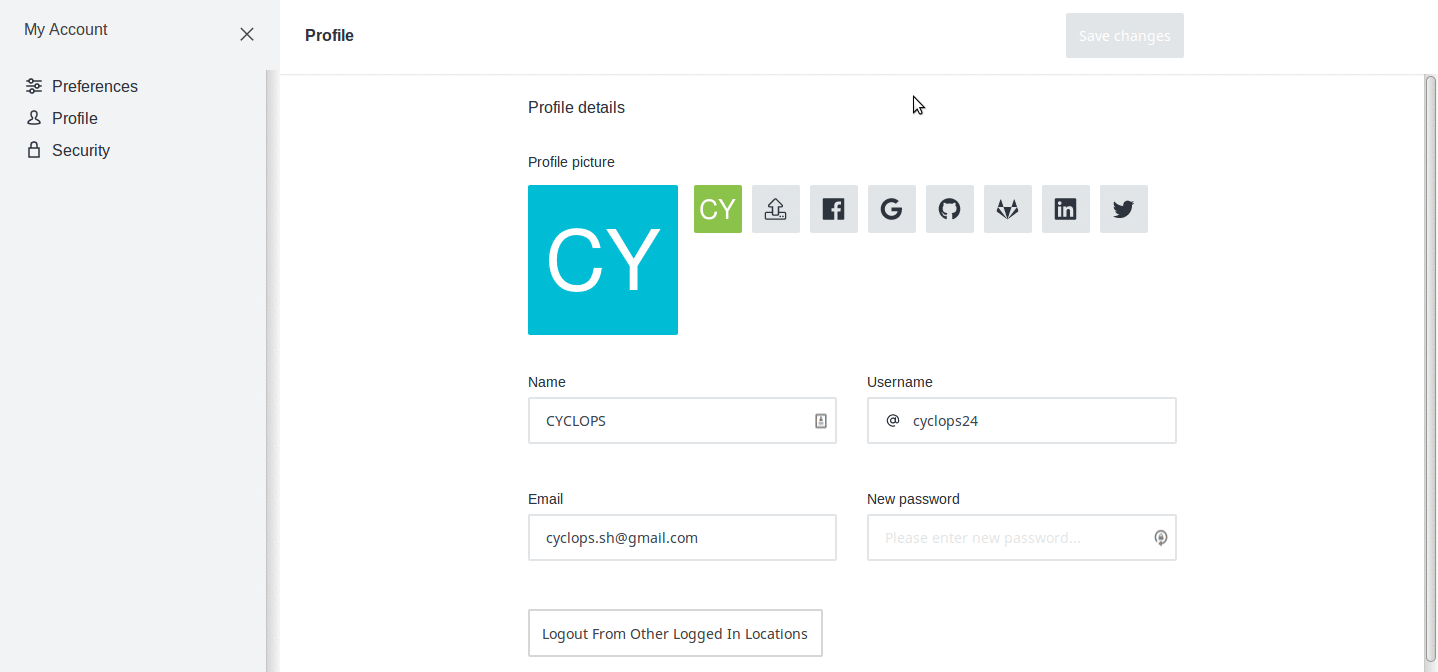 My Account
Profile
Save changes
Preferences
Profile
Security
Profile details
Profile picture
CY
CY
Name
Username
CYCLOPS
@ cyclops24
Email
New password
cyclops.sh@gmail.com
Please enter new password...
Logout From Other Logged In Locations